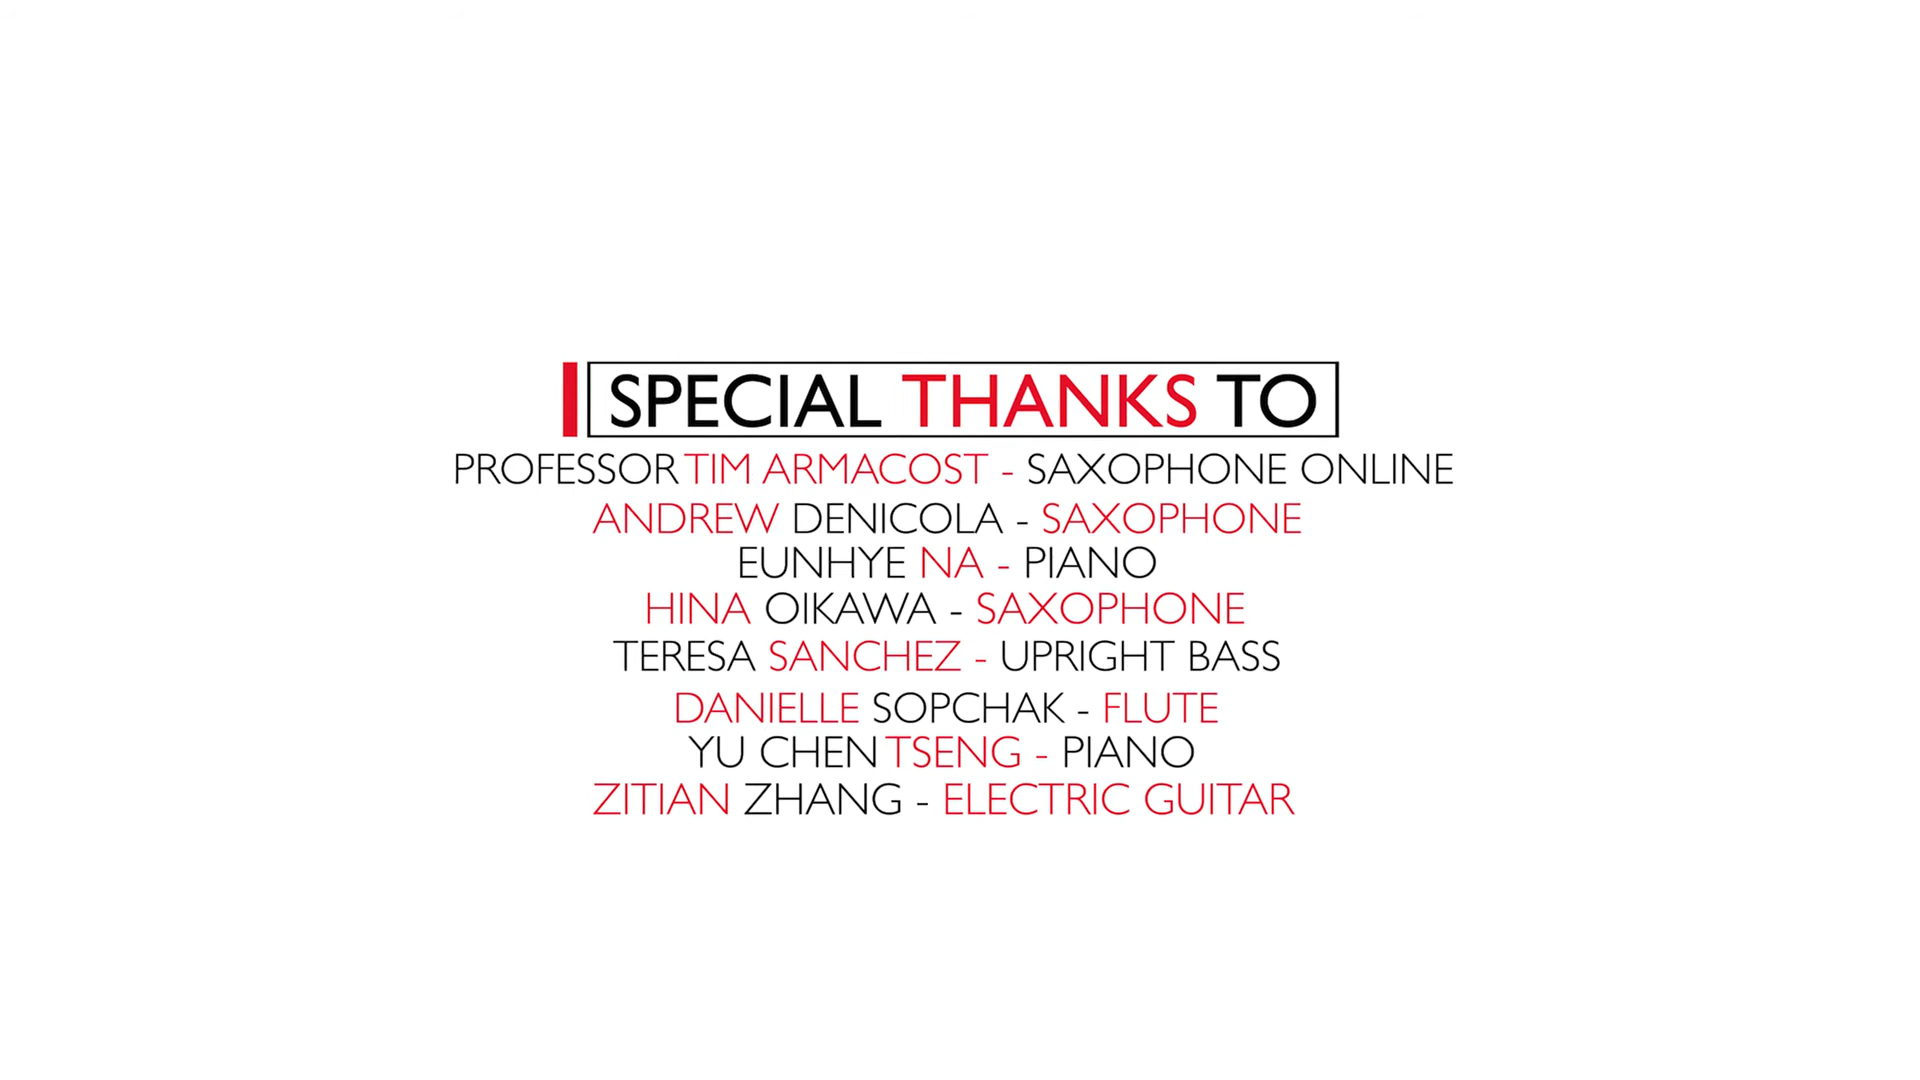 SPECIAL THANKS TO
PROFESSOR TIM ARMACOST - SAXOPHONE ONLINE
ANDREW DENICOLA - SAXOPHONE
EUNHYE NA - PIANO
HINA OIKAWA - SAXOPHONE
TERESA SANCHEZ - UPRIGHT BASS
DANIELLE SOPCHAK - FLUTE
YU CHEN TSENG - PIANO
ZITIAN ZHANG - ELECTRIC GUITAR